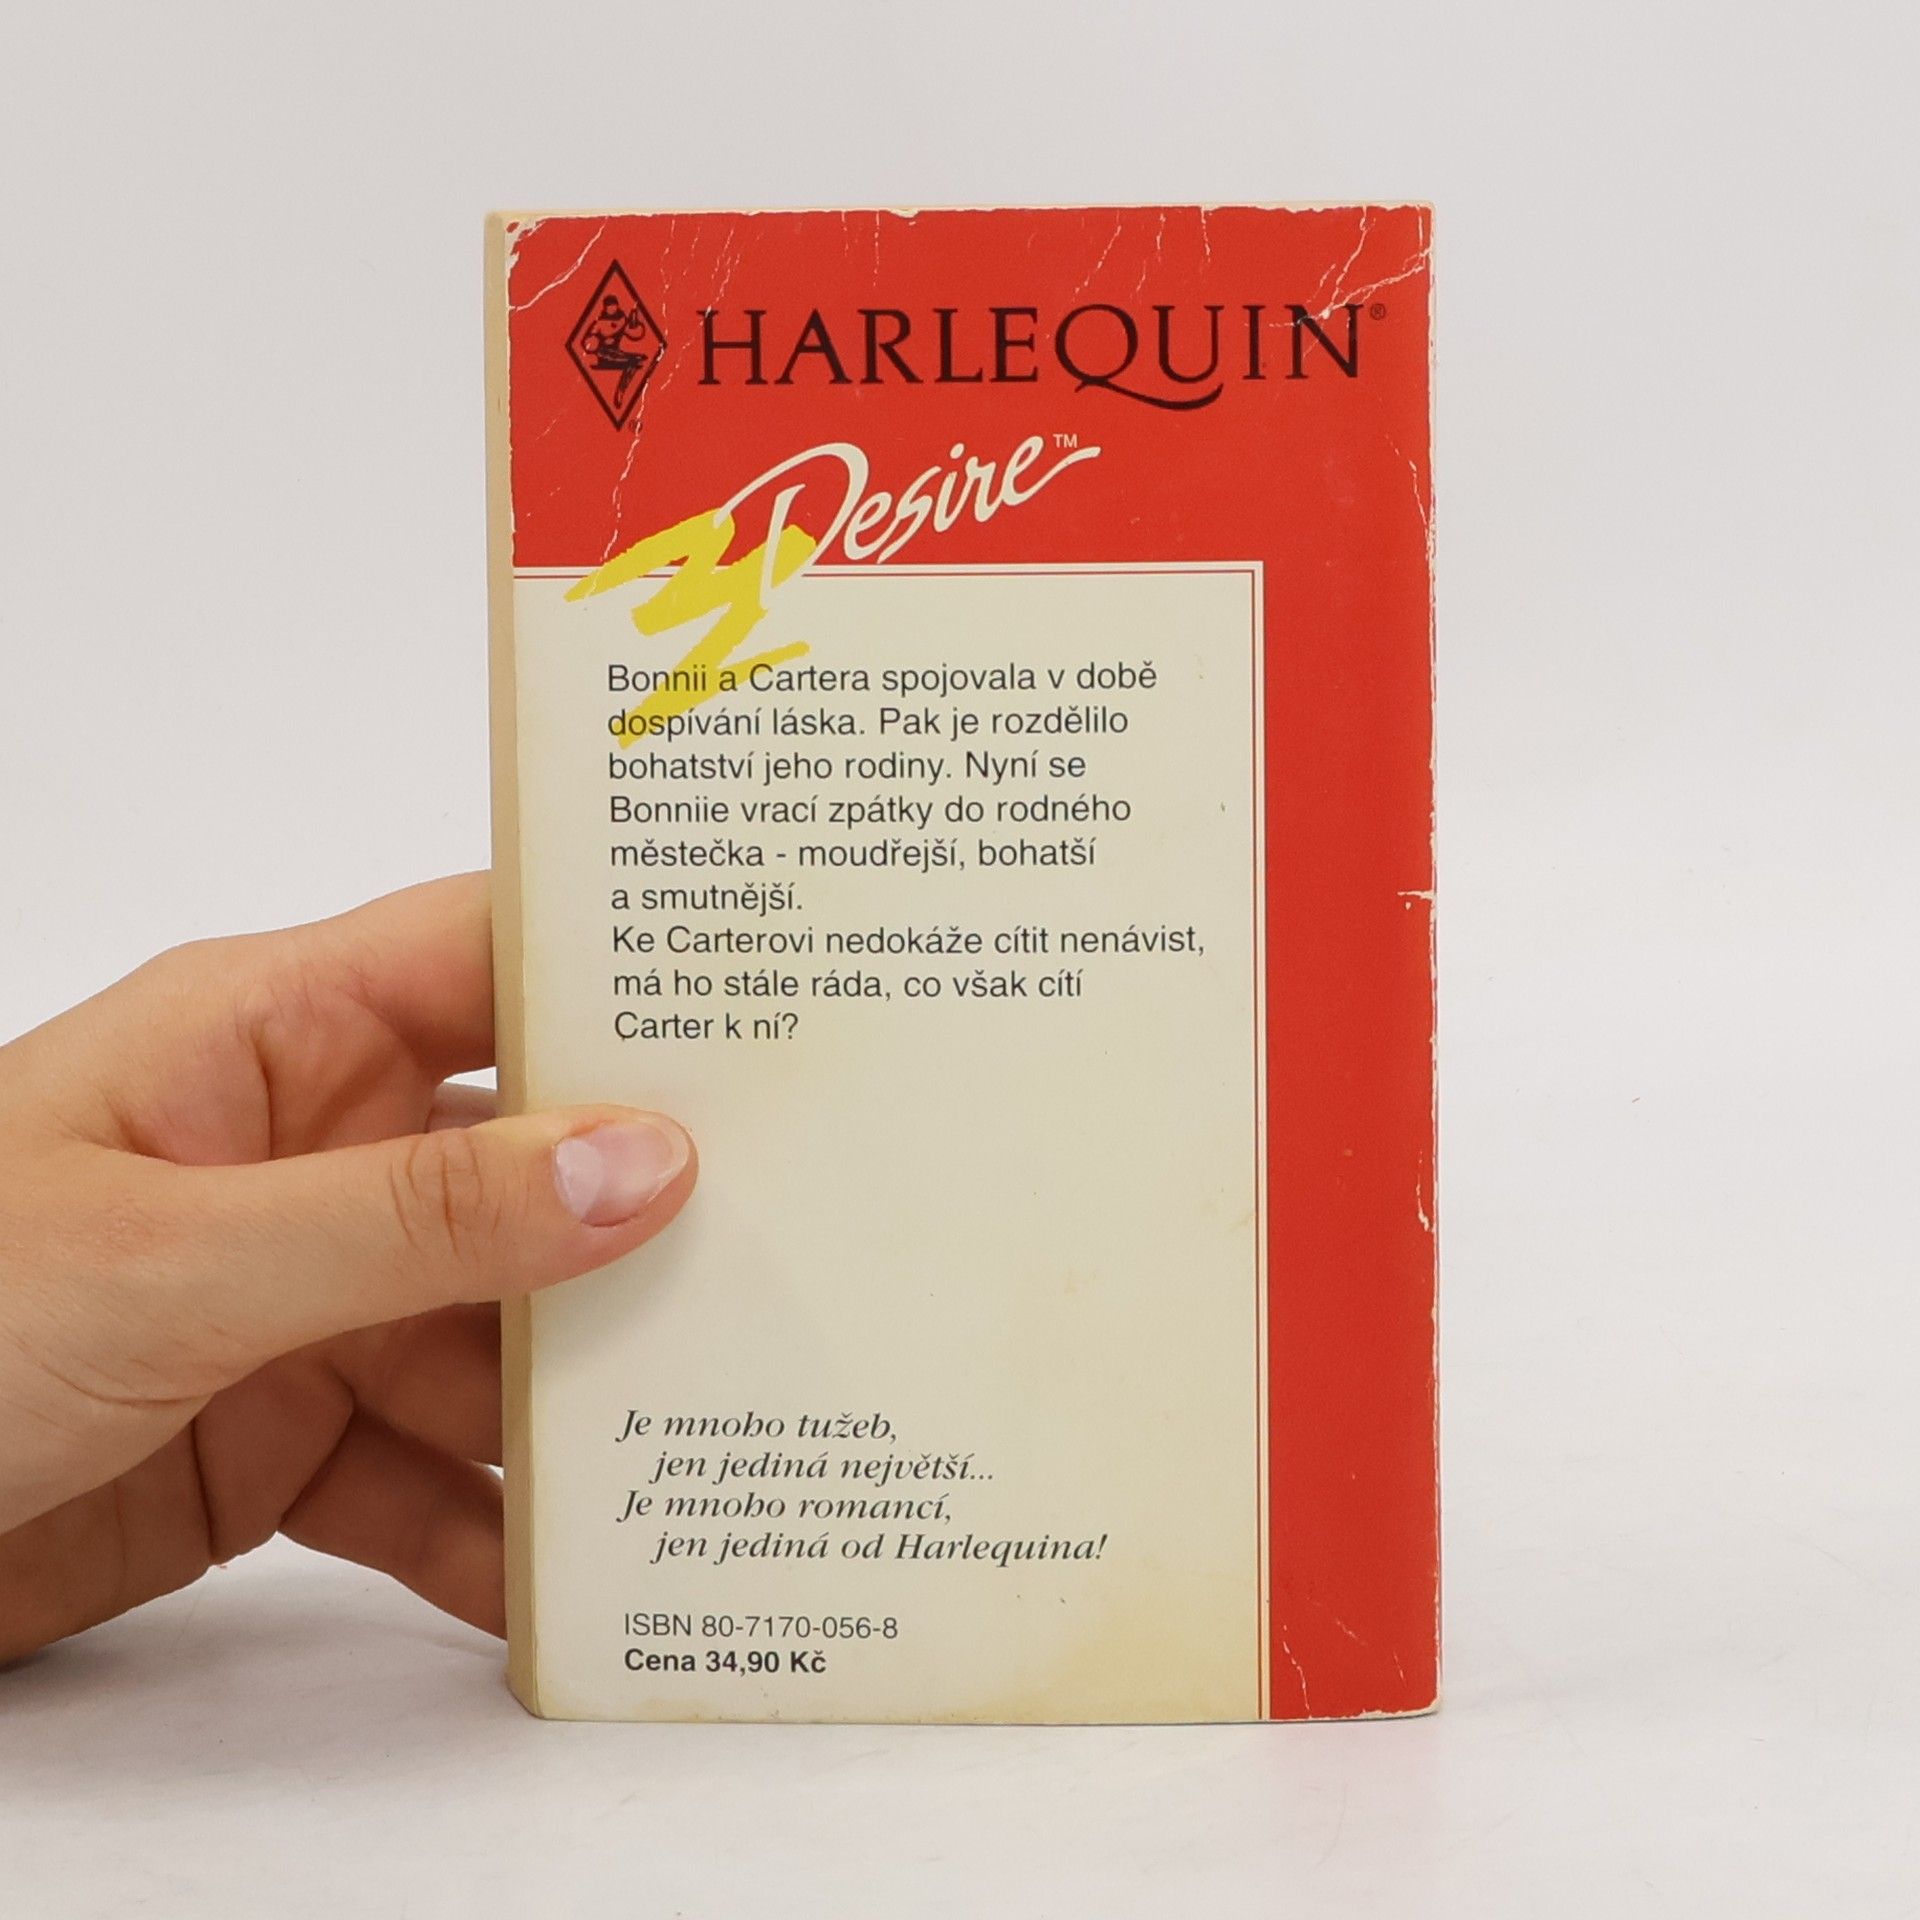 HARLEQUIN®
Desire™
Bonnii a Cartera spojovala v době
dospívání láska. Pak je rozdělilo
bohatství jeho rodiny. Nyní se
Bonniie vrací zpátky do rodného
městečka - moudřejší, bohatší
a smutnější.
Ke Carterovi nedokáže cítit nenávist,
má ho stále ráda, co však cítí
Carter k ní?
Je mnoho tužeb,
jen jediná největší...
Je mnoho romancí,
jen jediná od Harlequina!
ISBN 80-7170-056-8
Cena 34,90 Kč